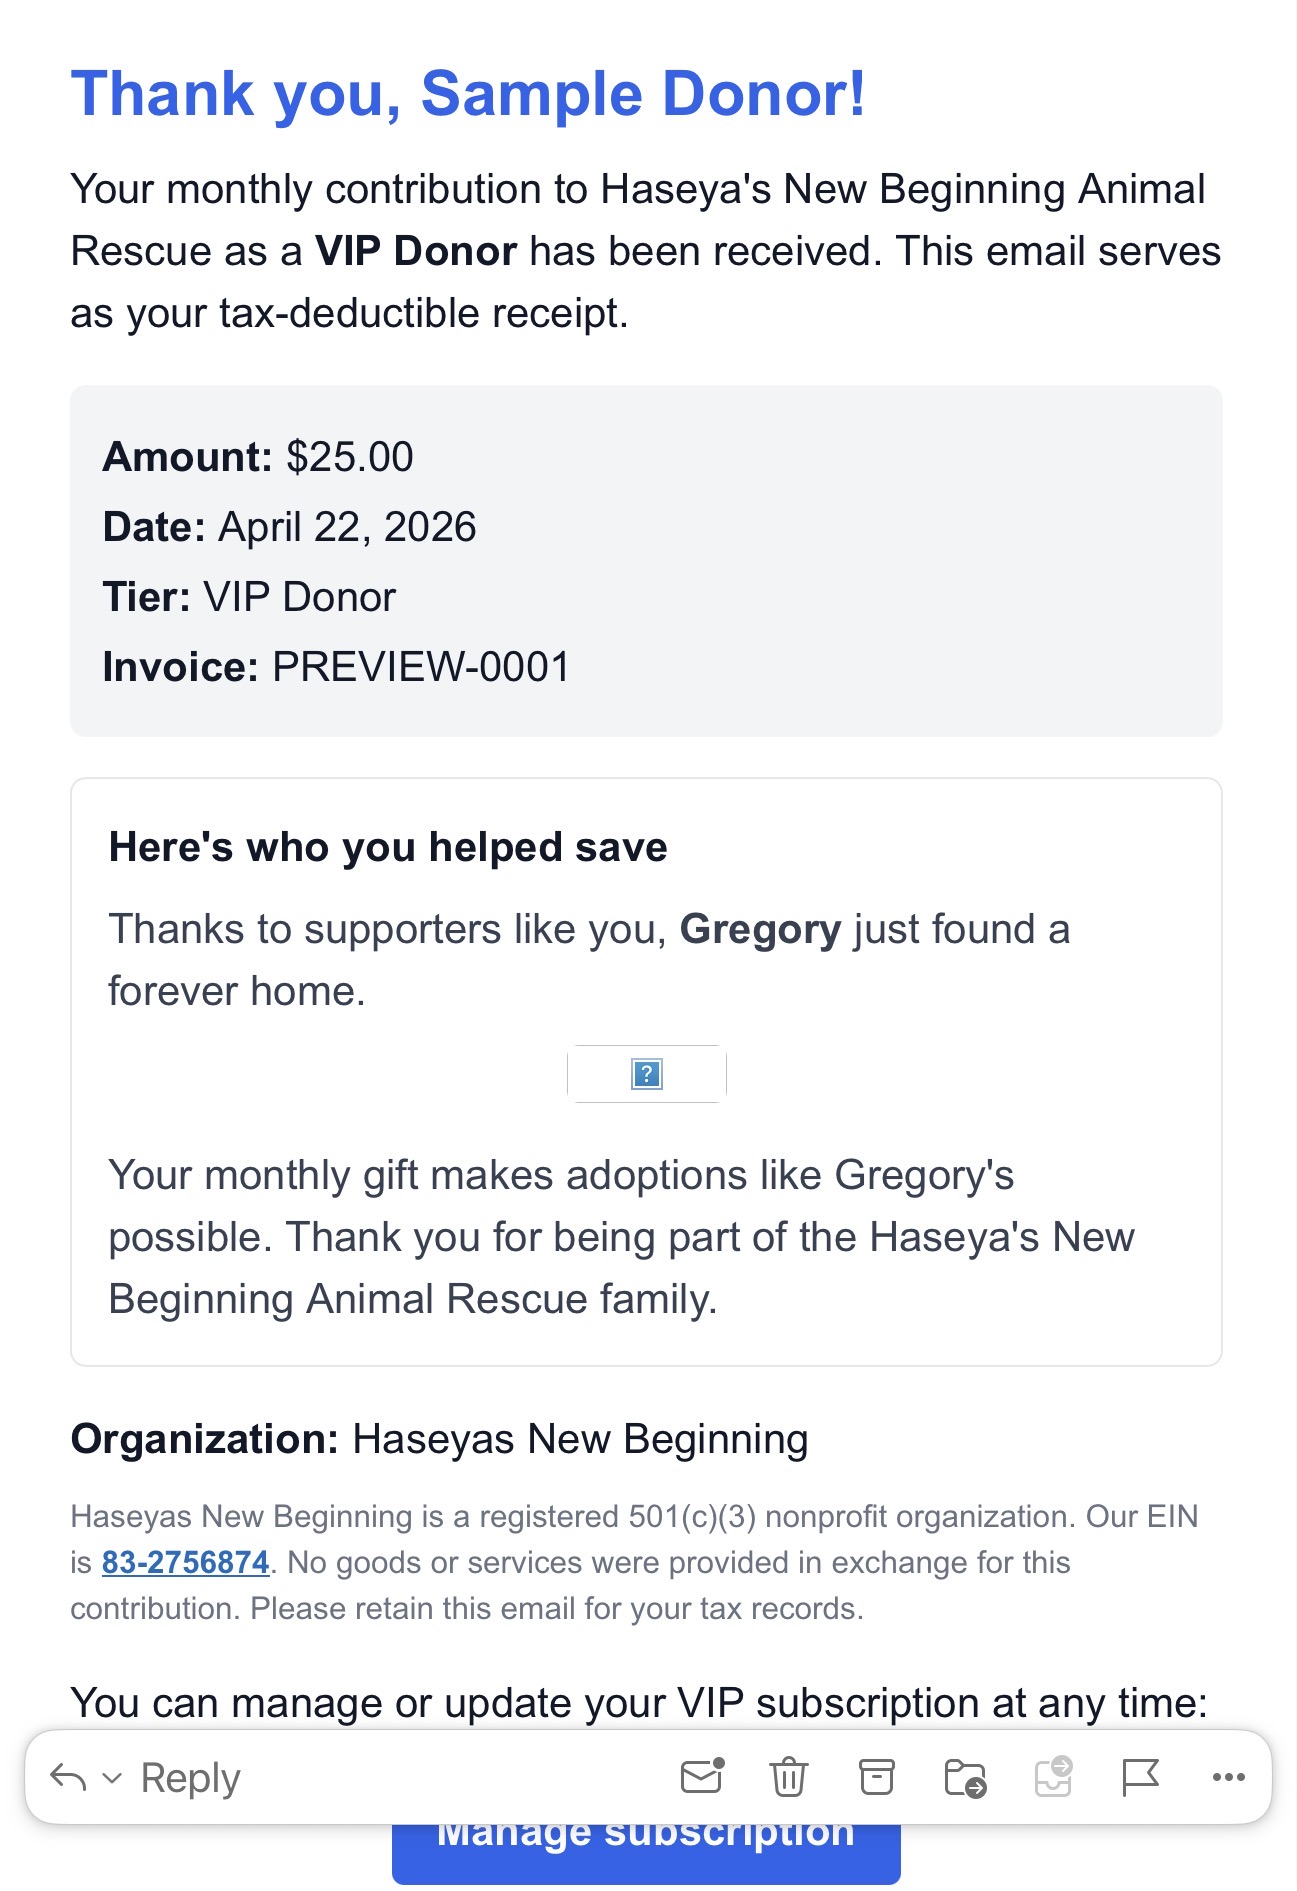 Thank you, Sample Donor!
Your monthly contribution to Haseya's New Beginning Animal
Rescue as a VIP Donor has been received. This email serves
as your tax-deductible receipt.
Amount: $25.00
Date: April 22, 2026
Tier: VIP Donor
Invoice: PREVIEW-0001
Here's who you helped save
Thanks to supporters like you, Gregory just found a
forever home.
?
Your monthly gift makes adoptions like Gregory's
possible. Thank you for being part of the Haseya's New
Beginning Animal Rescue family.
Organization: Haseyas New Beginning
Haseyas New Beginning is a registered 501(c)(3) nonprofit organization. Our EIN
is 83-2756874. No goods or services were provided in exchange for this
contribution. Please retain this email for your tax records.
You can manage or update your VIP subscription at any time:
Reply
Manage subscription